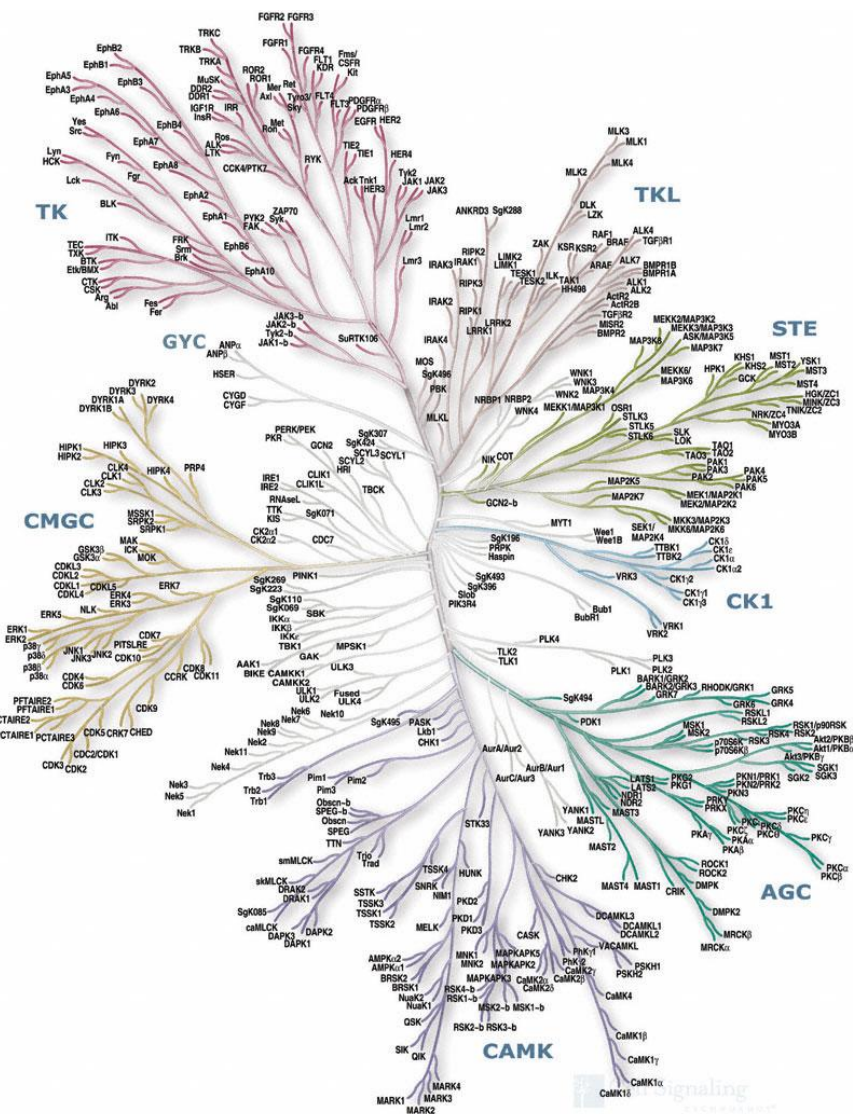 FGFR2 FGFR3
TRKC
FGFR1
FGFR4
Fms/
CSFR
EphB2
TRKB
FLT1
KDR
Kit
EphB1
TRKA
ROR2
ROR1
Mer
Ret
EphA5
EphA3
EphB3
MuSK
DDR2
DDR1
Axl
Tyro3/
Sky
FLT4
PDGFRα
PDGFRβ
EphA4
IGF1R
InsR
IRR
FLT3
EGFR
HER2
EphA6
Yes
Src
EphB4
Met
Ron
MLK3
MLK1
Lyn
HCK
Fyn
EphA7
Ros
ALK
LTK
RYK
TIE2
TIE1
HER4
MLK4
Lck
Fgr
EphA8
CCK4/PTK7
Ack
Tnk1
HER3
Tyk2
JAK1
JAK2
JAK3
MLK2
TK
BLK
EphA2
EphA1
PYK2
FAK
ZAP70
Syk
Lmr1
Lmr2
ANKRD3
SgK288
DLK
LZK
TKL
TEC
TXK
BTK
Etk/BMX
ITK
FRK
Srm
Brk
EphB6
EphA10
Lmr3
IRAK3
IRAK1
RIPK2
LIMK2
LIMK1
ZAK
KSR
KSR2
RAF1
BRAF
ALK4
TGFβR1
CTK
CSK
Arg
Abl
Fes
Fer
IRAK2
RIPK3
TESK1
TESK2
ILK
TAK1
HH498
ARAF
ALK7
BMPR1B
BMPR1A
ALK1
ALK2
JAK3~b
JAK2~b
Tyk2~b
JAK1~b
SuRTK106
IRAK4
RIPK1
LRRK1
LRRK2
ActR2
ActR2B
TGFβR2
MISR2
BMPR2
GYC
ANPα
ANPβ
HSER
MOS
SgK496
PBK
MLKL
NRBP1
NRBP2
WNK1
WNK3
WNK2
WNK4
MEKK2/MAP3K2
MEKK3/MAP3K3
ASK/MAP3K5
MAP3K8
MAP3K7
STE
CYGD
CYGF
MAP3K4
MEKK6/
MAP3K6
MEKK1/MAP3K1
OSR1
HPK1
KHS1
KHS2
GCK
MST1
MST2
YSK1
MST3
MST4
HGK/ZC1
MINK/ZC3
TNIK/ZC2
NRK/ZC4
MYO3A
MYO3B
DYRK2
DYRK3
DYRK1A
DYRK1B
DYRK4
PERK/PEK
PKR
GCN2
SgK307
SgK424
SCYL3
SCYL2
SCYL1
HRI
STLK3
STLK5
STLK6
SLK
LOK
TAO1
TAO2
TAO3
HIPK1
HIPK2
HIPK3
CLK4
CLK1
CLK2
CLK3
HIPK4
PRP4
IRE1
IRE2
CLIK1
CLIK1L
TBCK
NIK
COT
PAK1
PAK3
PAK2
PAK4
PAK5
PAK6
RNAseL
TTK
KIS
SgK071
GCN2~b
MAP2K5
MAP2K7
MEK1/MAP2K1
MEK2/MAP2K2
CMGC
MSSK1
SRPK2
SRPK1
CK2α1
CK2α2
CDC7
MYT1
Wee1
Wee1B
SEK1/
MAP2K4
MKK3/MAP2K3
MKK6/MAP2K6
MAK
ICK
MOK
GSK3β
GSK3α
SgK196
PRPK
Haspin
TTBK1
TTBK2
CK1δ
CK1ε
CK1α
CK1α2
CDKL3
CDKL2
CDKL1
CDKL4
CDKL5
ERK7
PINK1
SgK269
SgK223
SgK493
SgK396
Slob
PIK3R4
VRK3
CK1γ2
CK1γ1
CK1γ3
ERK4
ERK3
NLK
ERK5
SgK110
SgK069
SBK
Bub1
BubR1
VRK1
VRK2
CK1
ERK1
ERK2
p38γ
p38δ
p38β
p38α
JNK1
JNK3
JNK2
CDK7
PITSLRE
CDK10
IKKα
IKKβ
IKKε
TBK1
MPSK1
GAK
AAK1
BIKE
ULK3
CAMKK1
CAMKK2
TLK2
TLK1
PLK4
PLK3
PLK2
PLK1
CDK4
CDK6
CCRK
CDK8
CDK11
ULK1
ULK2
Fused
ULK4
BARK1/GRK2
BARK2/GRK3
RHODK/GRK1
GRK5
GRK7
GRK6
GRK4
PFTAIRE2
PFTAIRE1
CDK9
Nek6
Nek7
Nek10
Nek8
Nek9
Nek2
Nek11
SgK494
PCTAIRE2
PCTAIRE1
PCTAIRE3
CDK5
CRK7
CHED
CDC2/CDK1
CDK3
CDK2
SgK495
PASK
Lkb1
CHK1
PDK1
RSKL1
RSKL2
MSK1
MSK2
RSK1/p90RSK
RSK4
RSK2
RSK3
p70S6K
p70S6Kβ
Akt2/PKBβ
Akt1/PKBα
Akt3/PKBγ
SGK1
SGK2
SGK3
Nek4
Nek3
Nek5
Nek1
AurA/Aur2
AurB/Aur1
AurC/Aur3
Trb3
Trb2
Trb1
Pim1
Pim2
Pim3
LATS1
LATS2
NDR1
NDR2
PKG2
PKG1
PKN1/PRK1
PKN2/PRK2
PKN3
PRKY
PRKX
Obscn~b
SPEG~b
Obscn
SPEG
TTN
STK33
YANK1
MASTL
MAST3
YANK3
YANK2
MAST2
PKAγ
PKAα
PKAβ
PKCζ
PKCδ
PKCθ
PKCη
PKCε
PKCγ
PKCα
PKCβ
smMLCK
Trio
Trad
HUNK
CHK2
MAST4
MAST1
ROCK1
ROCK2
CRIK
DMPK
AGC
skMLCK
DRAK2
DRAK1
TSSK4
SNRK
NIM1
SSTK
TSSK3
TSSK1
TSSK2
SgK085
caMLCK
DAPK3
DAPK2
DAPK1
PKD2
PKD1
PKD3
DCAMKL3
DCAMKL1
DCAMKL2
DMPK2
MRCKβ
MRCKα
MELK
CASK
VACAMKL
AMPKα2
AMPKα1
MNK1
MNK2
MAPKAPK5
MAPKAPK2
MAPKAPK3
PhKγ1
PhKγ2
PSKH1
PSKH2
CaMK2γ
CaMK2α
CaMK2β
CaMK2δ
BRSK2
BRSK1
NuaK2
NuaK1
RSK4~b
RSK1~b
MSK2~b
MSK1~b
RSK2~b
RSK3~b
CaMK4
QSK
SIK
QIK
CAMK
CaMK1β
CaMK1γ
CaMK1α
CaMK1δ
MARK4
MARK3
MARK1
MARK2
Signaling